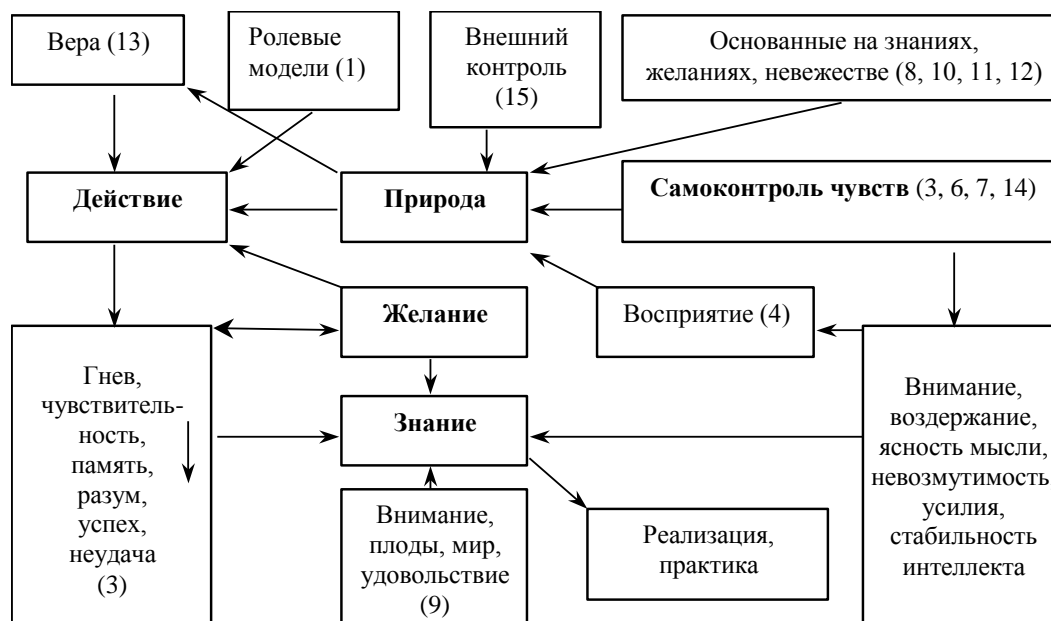 Вера (13)
Ролевые
модели (1)
Внешний
контроль
(15)
Основанные на знаниях,
желаниях, невежестве (8, 10, 11, 12)
Действие
Природа
Самоконтроль чувств (3, 6, 7, 14)
Желание
Восприятие (4)
Гнев,
чувствитель-
ность,
память,
разум,
успех,
неудача
(3)
Знание
Внимание,
воздержание,
ясность мысли,
невозмутимость
усилия,
стабильность
интеллекта
Внимание,
плоды, мир,
удовольствие
(9)
Реализация,
практика